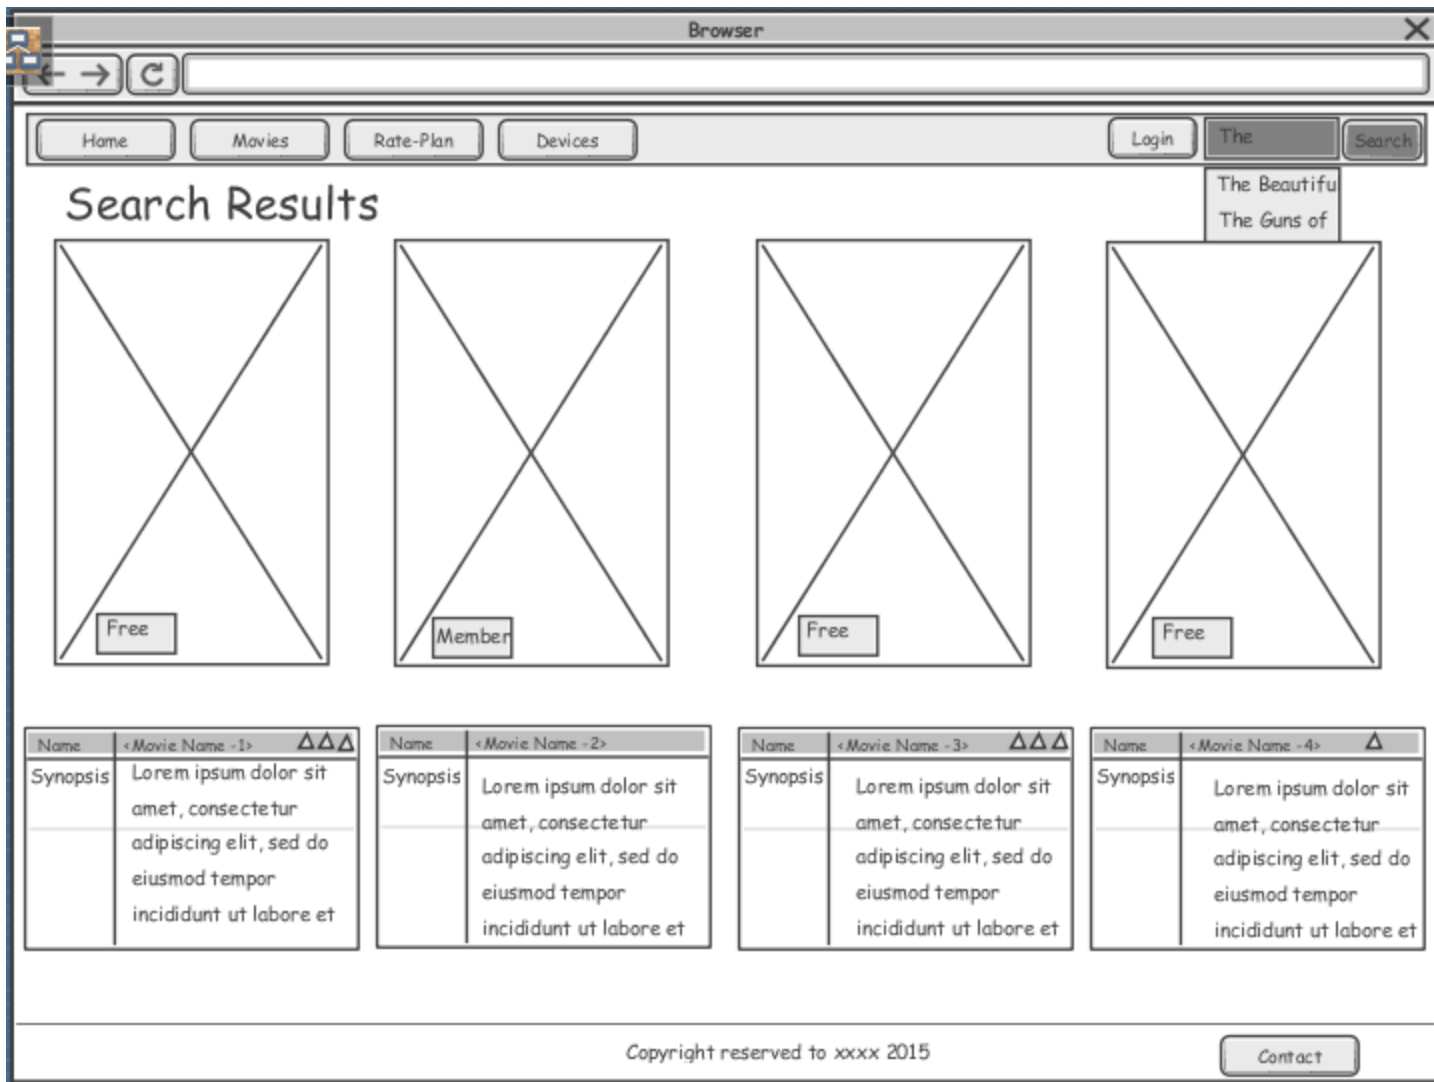 Browser
Home
Movies
Rate-Plan
Devices
Login
The
Search
The Beautifu
The Guns of
Search Results
Free
Member
Free
Free
Name
<Movie Name -1>
Synopsis
Lorem ipsum dolor sit
amet, consectetur
adipiscing elit, sed do
eiusmod tempor
incididunt ut labore et
Name
<Movie Name -2>
Synopsis
Lorem ipsum dolor sit
amet, consectetur
adipiscing elit, sed do
eiusmod tempor
incididunt ut labore et
Name
<Movie Name -3>
Synopsis
Lorem ipsum dolor sit
amet, consectetur
adipiscing elit, sed do
eiusmod tempor
incididunt ut labore et
Name
<Movie Name -4>
Synopsis
Lorem ipsum dolor sit
amet, consectetur
adipiscing elit, sed do
eiusmod tempor
incididunt ut labore et
Copyright reserved to xxxx 2015
Contact